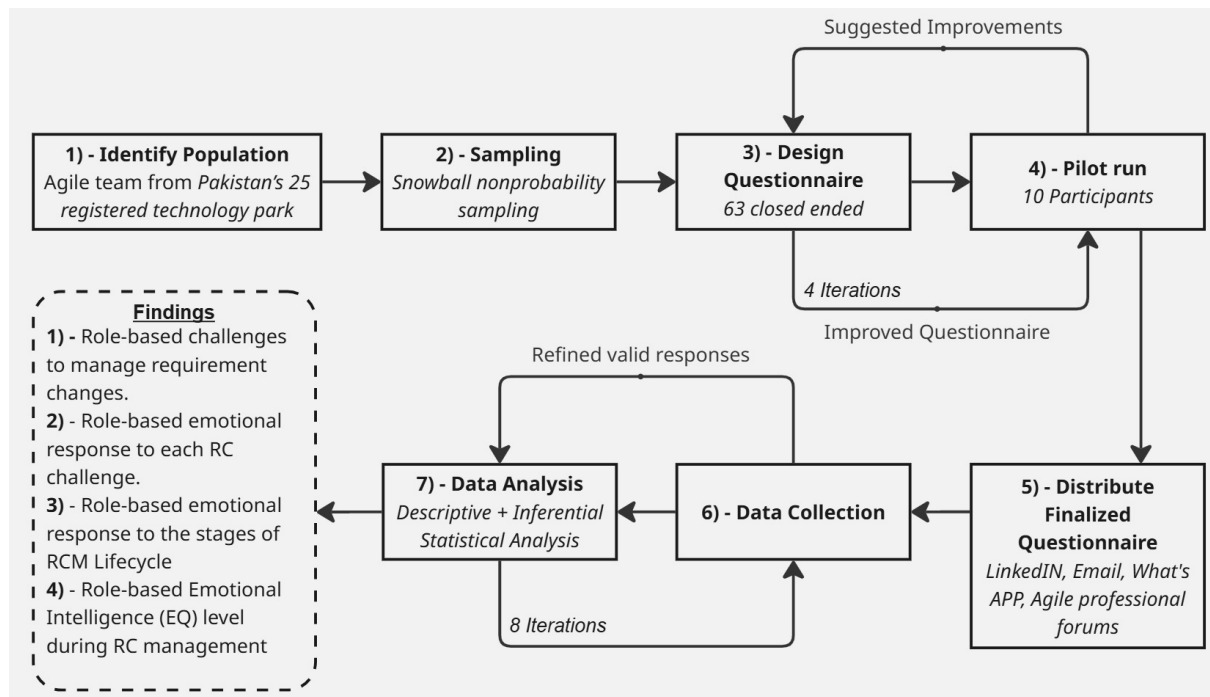 Suggested Improvements
1) - Identify Population
Agile team from Pakistan's 25
registered technology park
2) - Sampling
Snowball nonprobability
sampling
3) - Design
Questionnaire
63 closed ended
4) - Pilot run
10 Participants
4 Iterations
Improved Questionnaire
Refined valid responses
5) - Distribute
Finalized
Questionnaire
LinkedIN, Email, What's
APP, Agile professional
forums
6) - Data Collection
7) - Data Analysis
Descriptive + Inferential
Statistical Analysis
8 Iterations
Findings
1) - Role-based challenges
to manage requirement
changes.
2) - Role-based emotional
response to each RC
challenge.
3) - Role-based emotional
response to the stages of
RCM Lifecycle
4) - Role-based Emotional
Intelligence (EQ) level
during RC management